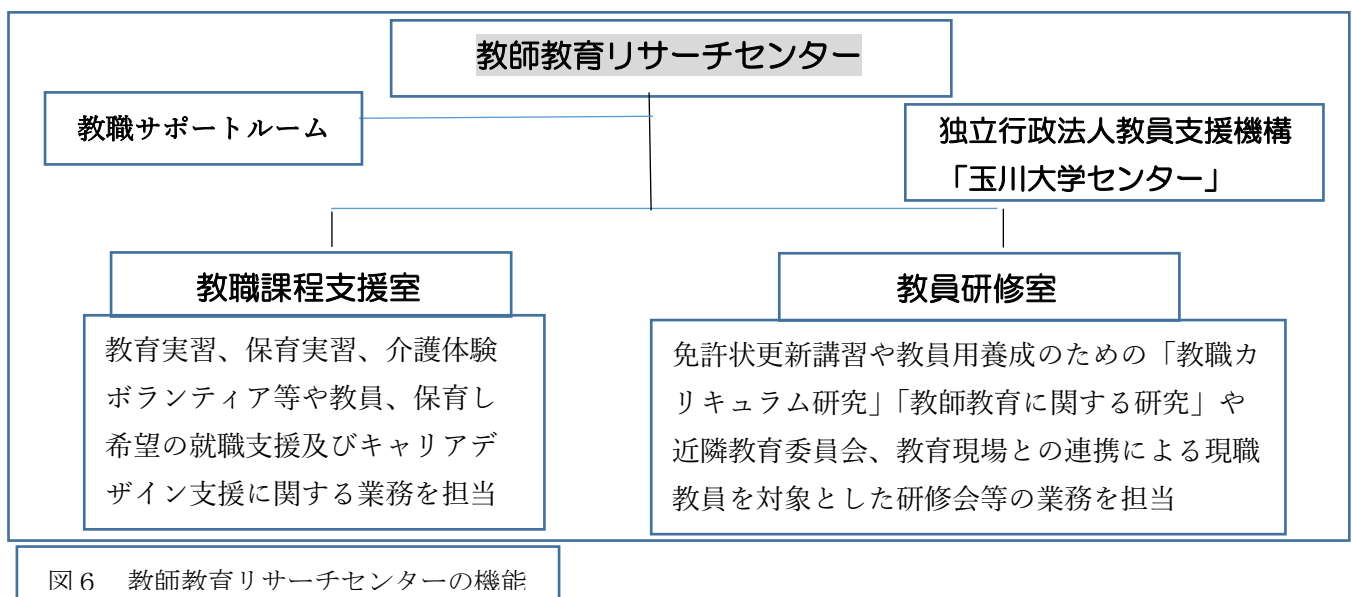 教師教育リサーチセンター
教職サポートルーム
独立行政法人教員支援機構
「玉川大学センター」
教職課程支援室
教育実習、保育実習、介護体験
ボランティア等や教員、保育し
希望の就職支援及びキャリアデ
ザイン支援に関する業務を担当
教員研修室
免許状更新講習や教員用養成のための「教職カ
リキュラム研究」「教師教育に関する研究」や
近隣教育委員会、教育現場との連携による現職
教員を対象とした研修会等の業務を担当
図６　教師教育リサーチセンターの機能